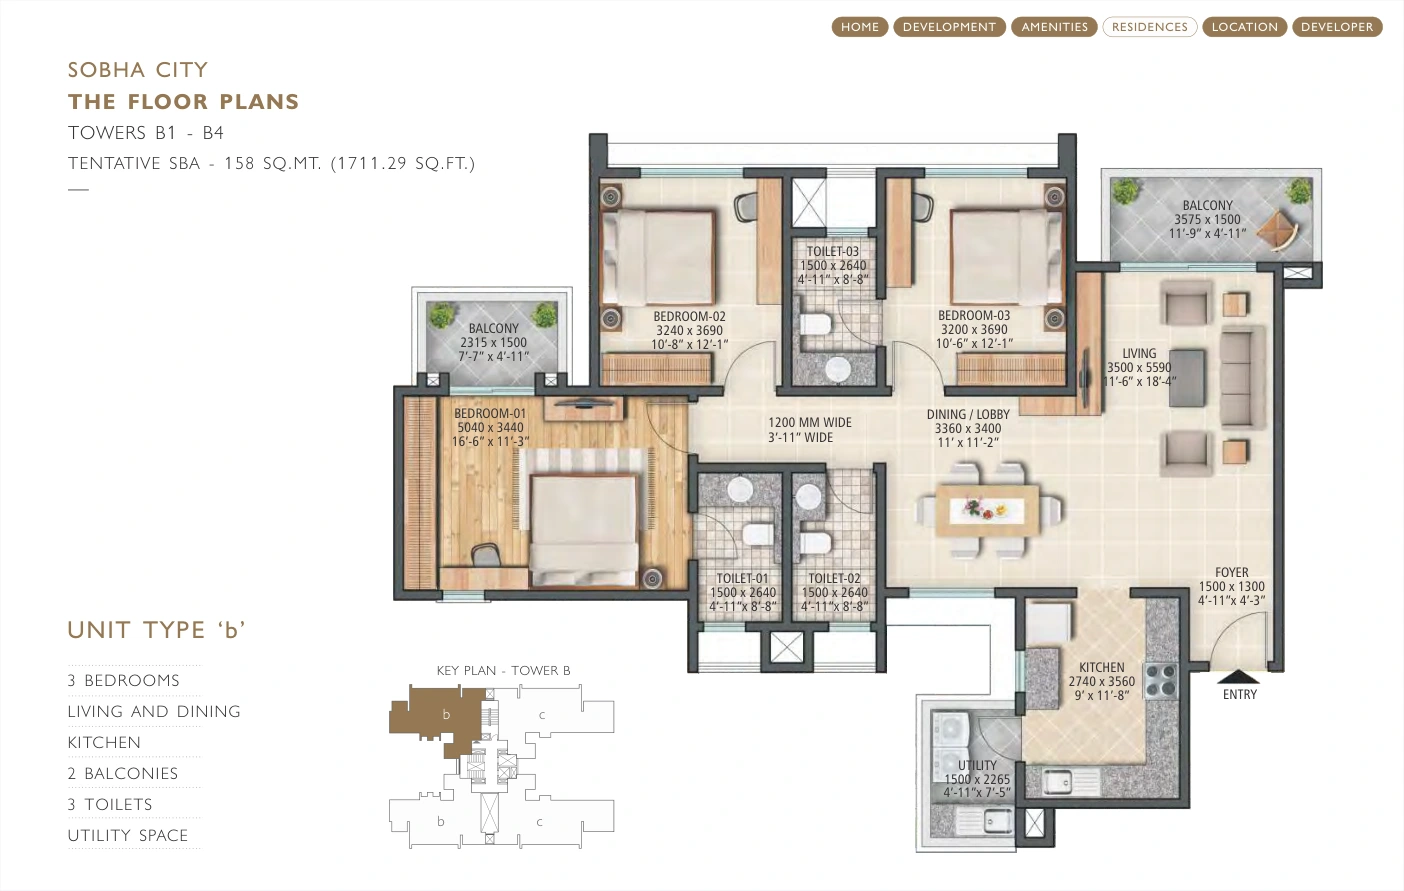 HOME DEVELOPMENT AMENITIES RESIDENCES LOCATION DEVELOPER
SOBHA CITY
THE FLOOR PLANS
TOWERS B1 - B4
TENTATIVE SBA - 158 SQ.MT. (1711.29 SQ.FT.)
BALCONY
3575 x 1500
11'-9" x 4'-11"
TOILET-03
1500 x 2640
4'-11" x 8'-8"
BEDROOM-02
3240 x 3690
10'-8" x 12'-1"
BEDROOM-03
3200 x 3690
10'-6" x 12'-1"
BALCONY
2315 x 1500
7'-7" x 4'-11"
LIVING
3500 x 5590
11'-6" x 18'-4"
BEDROOM-01
5040 x 3440
16'-6" x 11'-3"
1200 MM WIDE
3'-11" WIDE
DINING / LOBBY
3360 x 3400
11' x 11'-2"
TOILET-01
1500 x 2640
4'-11"x 8'-8"
TOILET-02
1500 x 2640
4'-11"x 8'-8"
FOYER
1500 x 1300
4'-11"x 4'-3"
KITCHEN
2740 x 3560
9' x 11'-8"
ENTRY
UTILITY
1500 x 2265
4'-11"x 7'-5"
UNIT TYPE ‘b’
3 BEDROOMS
LIVING AND DINING
KITCHEN
2 BALCONIES
3 TOILETS
UTILITY SPACE
KEY PLAN - TOWER B
b c
b c